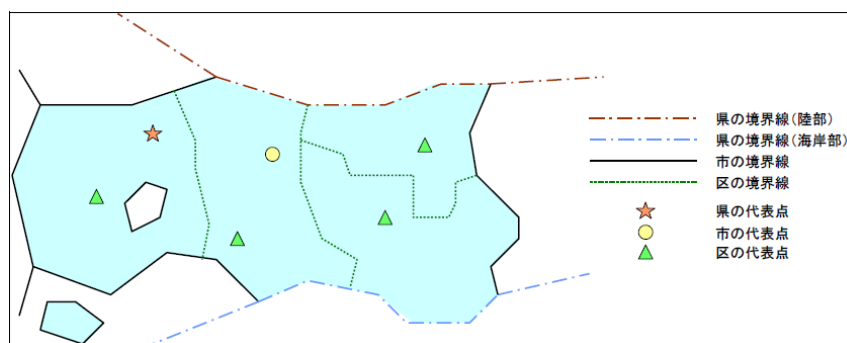 県の境界線(陸部)
県の境界線(海岸部)
市の境界線
区の境界線
県の代表点
市の代表点
区の代表点